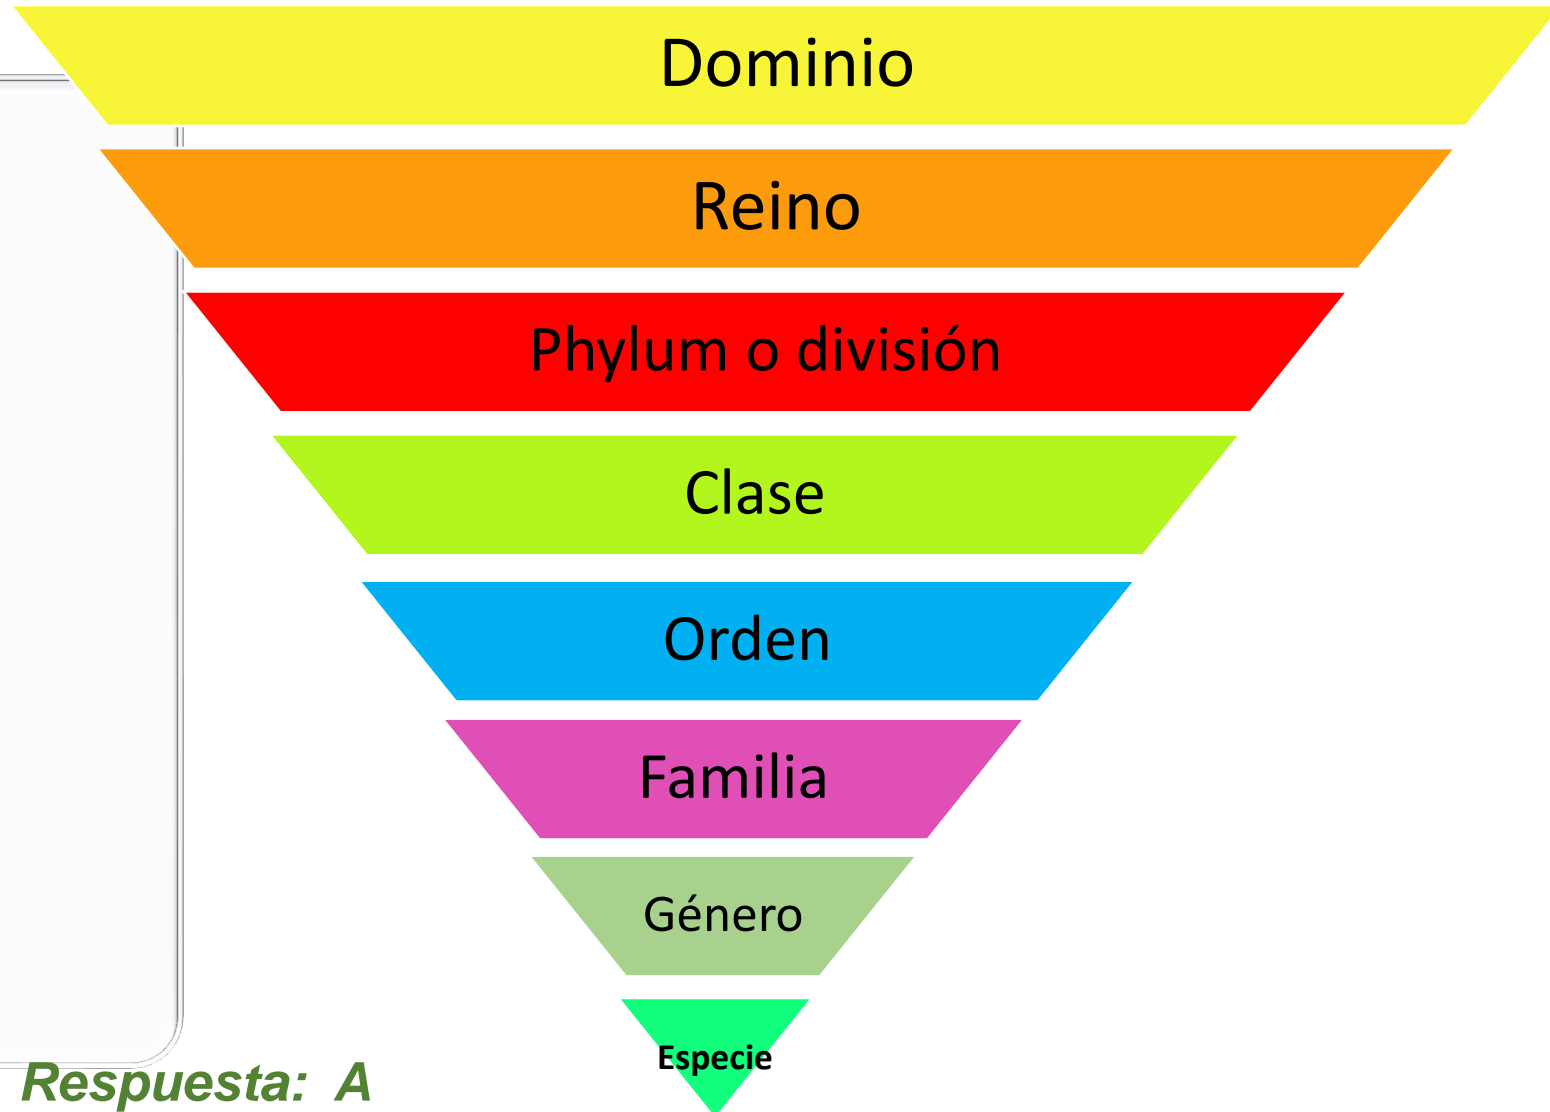 Dominio
Reino
Phylum o división
Clase
Orden
Familia
Género
Especie
Respuesta: A